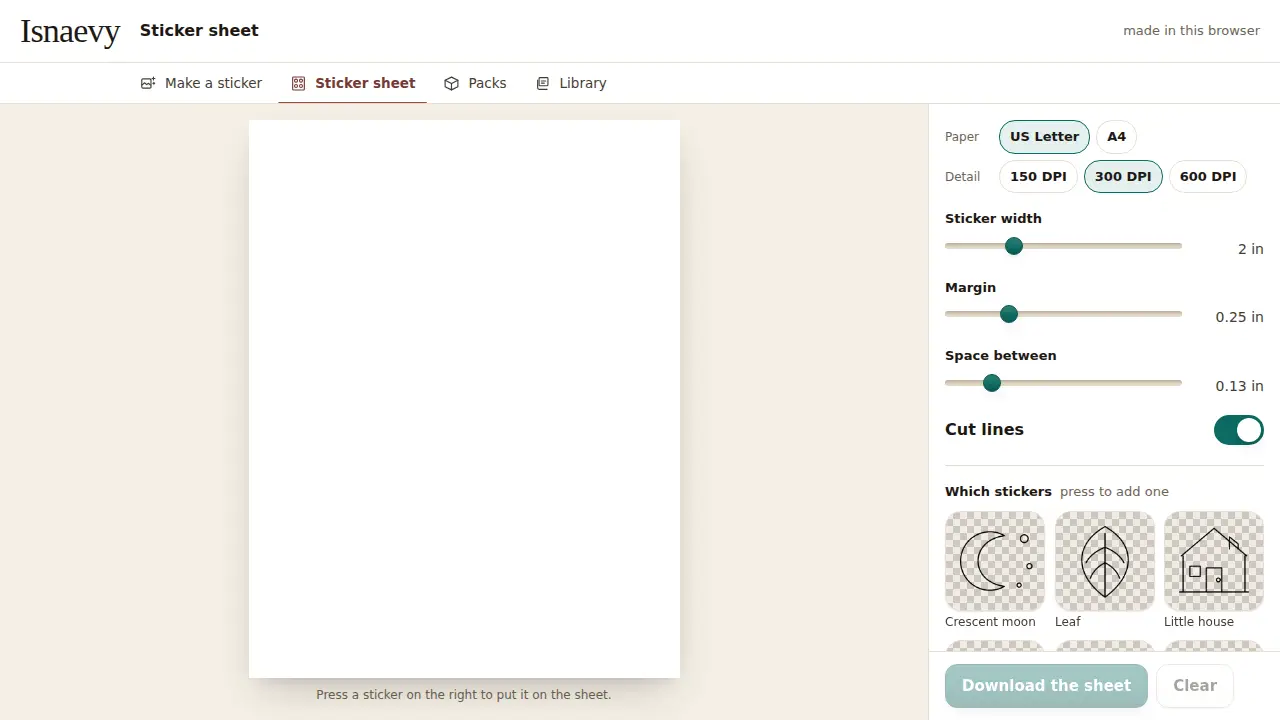 Isnaevy Sticker sheet made in this browser
Make a sticker Sticker sheet Packs Library
Paper US Letter A4
Detail 150 DPI 300 DPI 600 DPI
Sticker width
2 in
Margin
0.25 in
Space between
0.13 in
Cut lines
Which stickers press to add one
Crescent moon Leaf Little house
Press a sticker on the right to put it on the sheet.
Download the sheet Clear